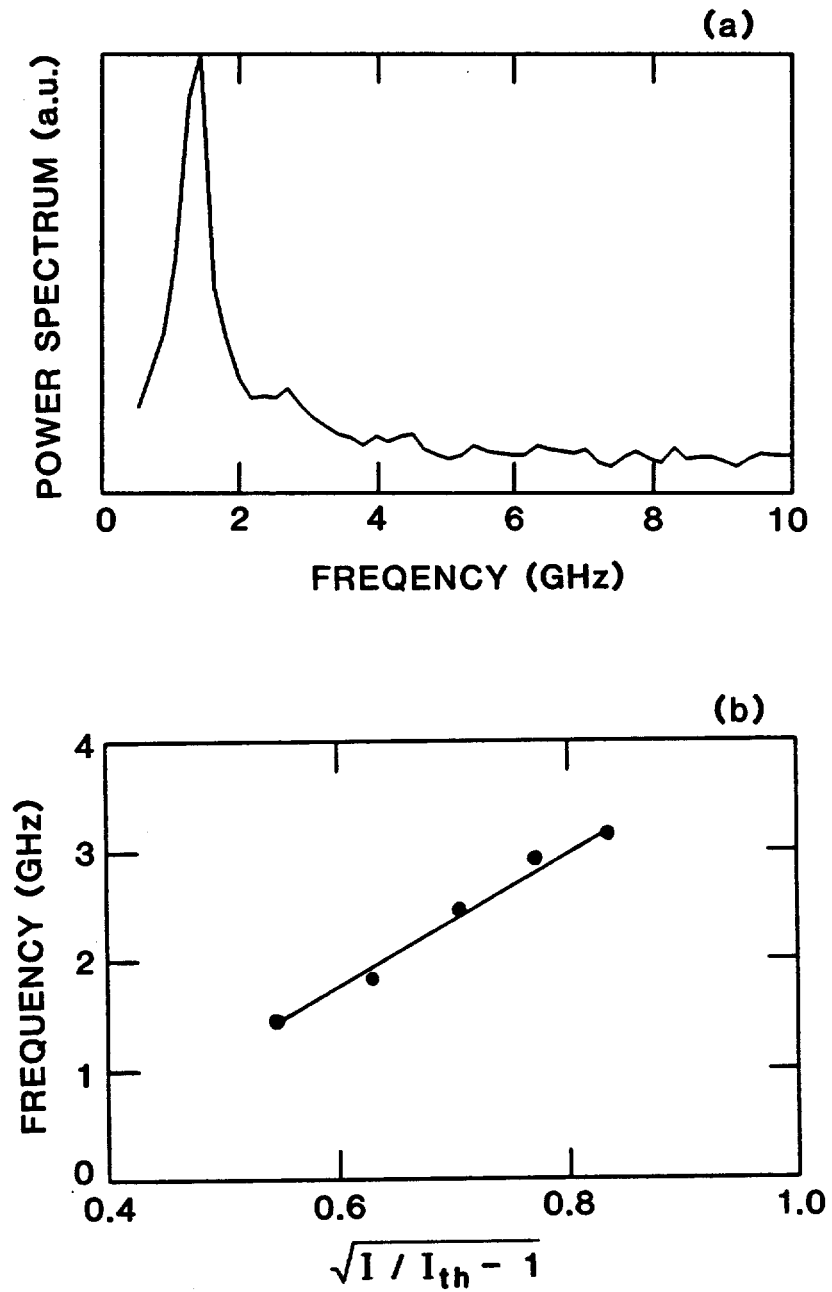 (a)
POWER SPECTRUM (a.u.)
0 2 4 6 8 10
FREQENCY (GHz)
(b)
FREQUENCY (GHz)
4
3
2
1
0
0.4 0.6 0.8 1.0
√I / Ith − 1